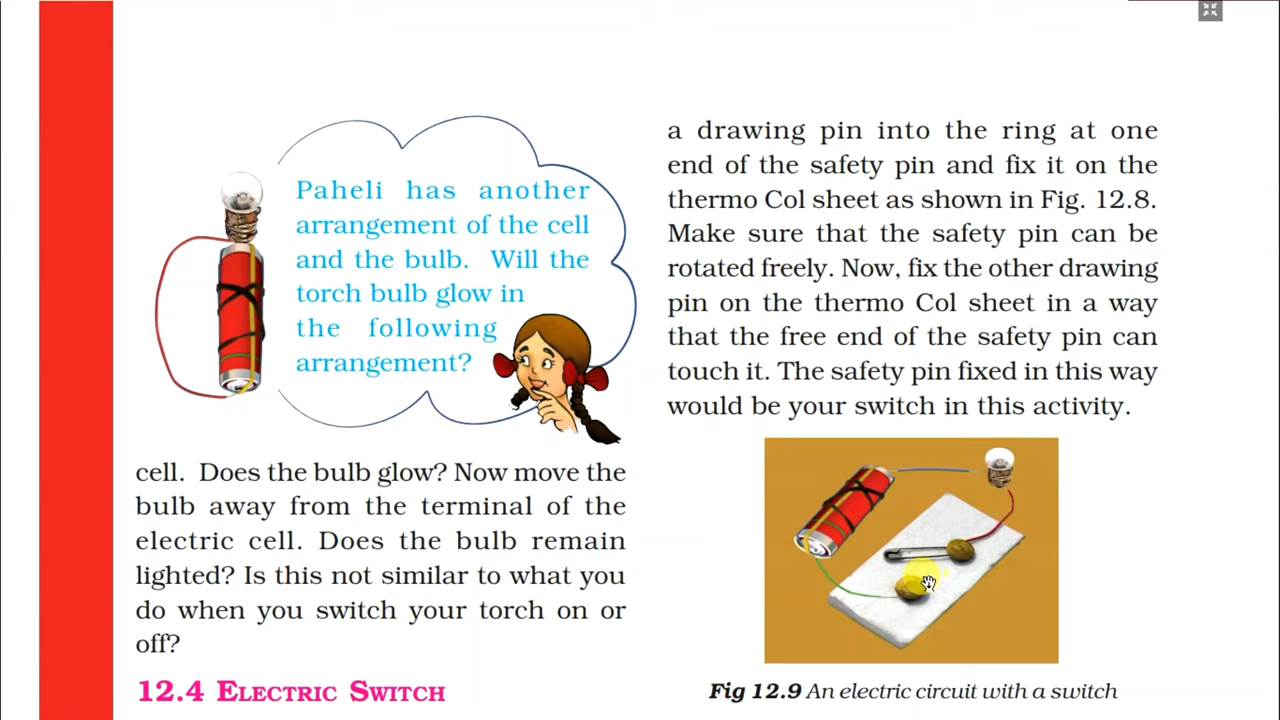 Paheli has another
arrangement of the cell
and the bulb. Will the
torch bulb glow in
the following
arrangement?
cell. Does the bulb glow? Now move the
bulb away from the terminal of the
electric cell. Does the bulb remain
lighted? Is this not similar to what you
do when you switch your torch on or
off?
12.4 ELECTRIC SWITCH
a drawing pin into the ring at one
end of the safety pin and fix it on the
thermo Col sheet as shown in Fig. 12.8.
Make sure that the safety pin can be
rotated freely. Now, fix the other drawing
pin on the thermo Col sheet in a way
that the free end of the safety pin can
touch it. The safety pin fixed in this way
would be your switch in this activity.
Fig 12.9 An electric circuit with a switch